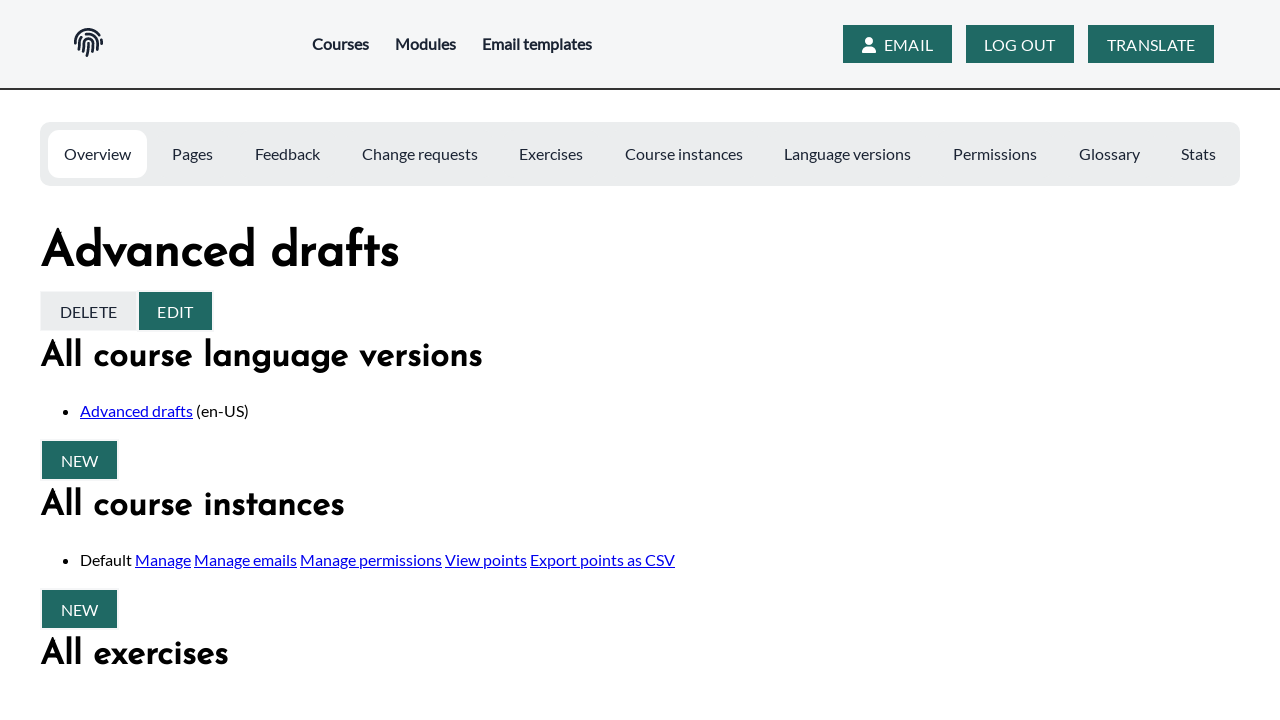 Courses Modules Email templates EMAIL LOG OUT TRANSLATE
Overview Pages Feedback Change requests Exercises Course instances Language versions Permissions Glossary Stats
Advanced drafts
DELETE EDIT
All course language versions
• Advanced drafts (en-US)
NEW
All course instances
• Default Manage Manage emails Manage permissions View points Export points as CSV
NEW
All exercises